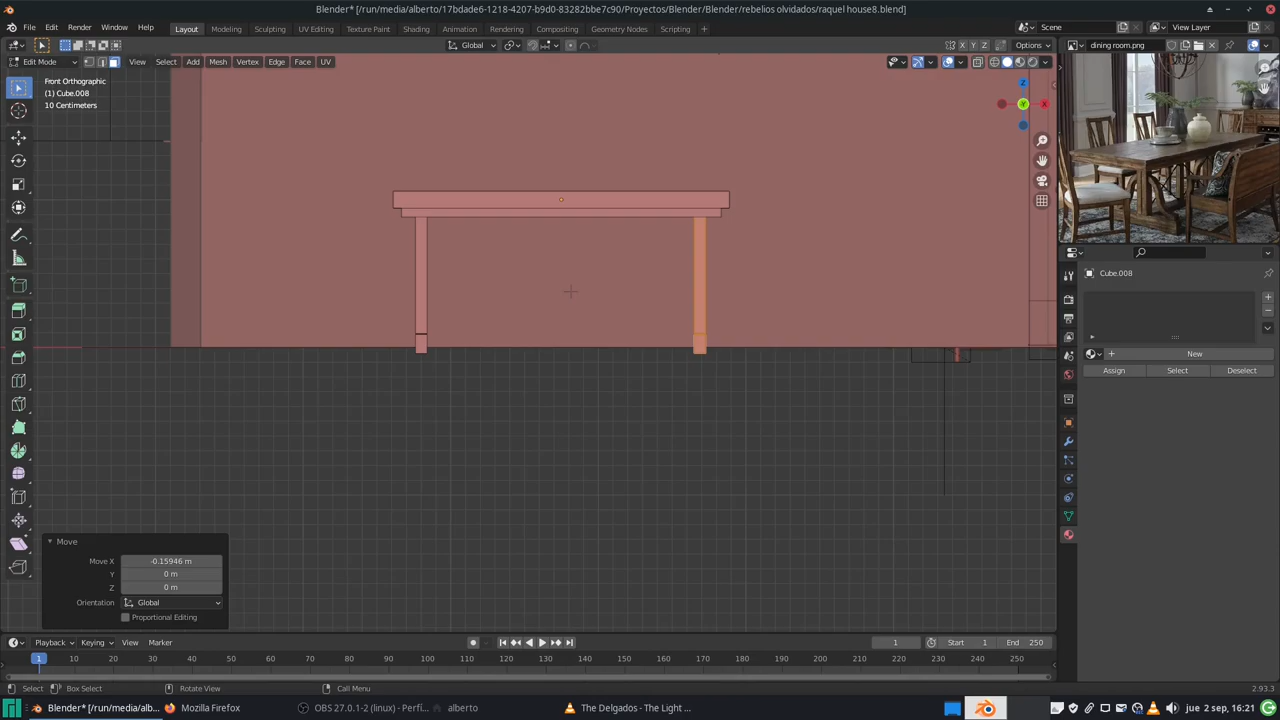 Blender* [/run/media/alberto/17bdade6-1218-4207-b9d0-83282bbe7c90/Proyectos/Blender/Blender/rebelios olvidados/raquel house8.blend]
File Edit Render Window Help Layout Modeling Sculpting UV Editing Texture Paint Shading Animation Rendering Compositing Geometry Nodes Scripting + Scene View Layer
Global Options dining room.png
X Y Z
Edit Mode View Select Add Mesh Vertex Edge Face UV
Front Orthographic
(1) Cube.008
10 Centimeters
Z
Y
X
Cube.008
New
Assign Select Deselect
Move
Move X -0.15946 m
Y 0 m
Z 0 m
Orientation Global
Proportional Editing
Playback Keying View Marker 1 Start 1 End 250
1 10 20 30 40 50 60 70 80 90 100 110 120 130 140 150 160 170 180 190 200 210 220 230 240 250
Select Box Select Rotate View Call Menu 2.93.3
Blender* [/run/media/alb... Mozilla Firefox OBS 27.0.1-2 (linux) - Perfi... alberto The Delgados - The Light ... jue 2 sep, 16:21